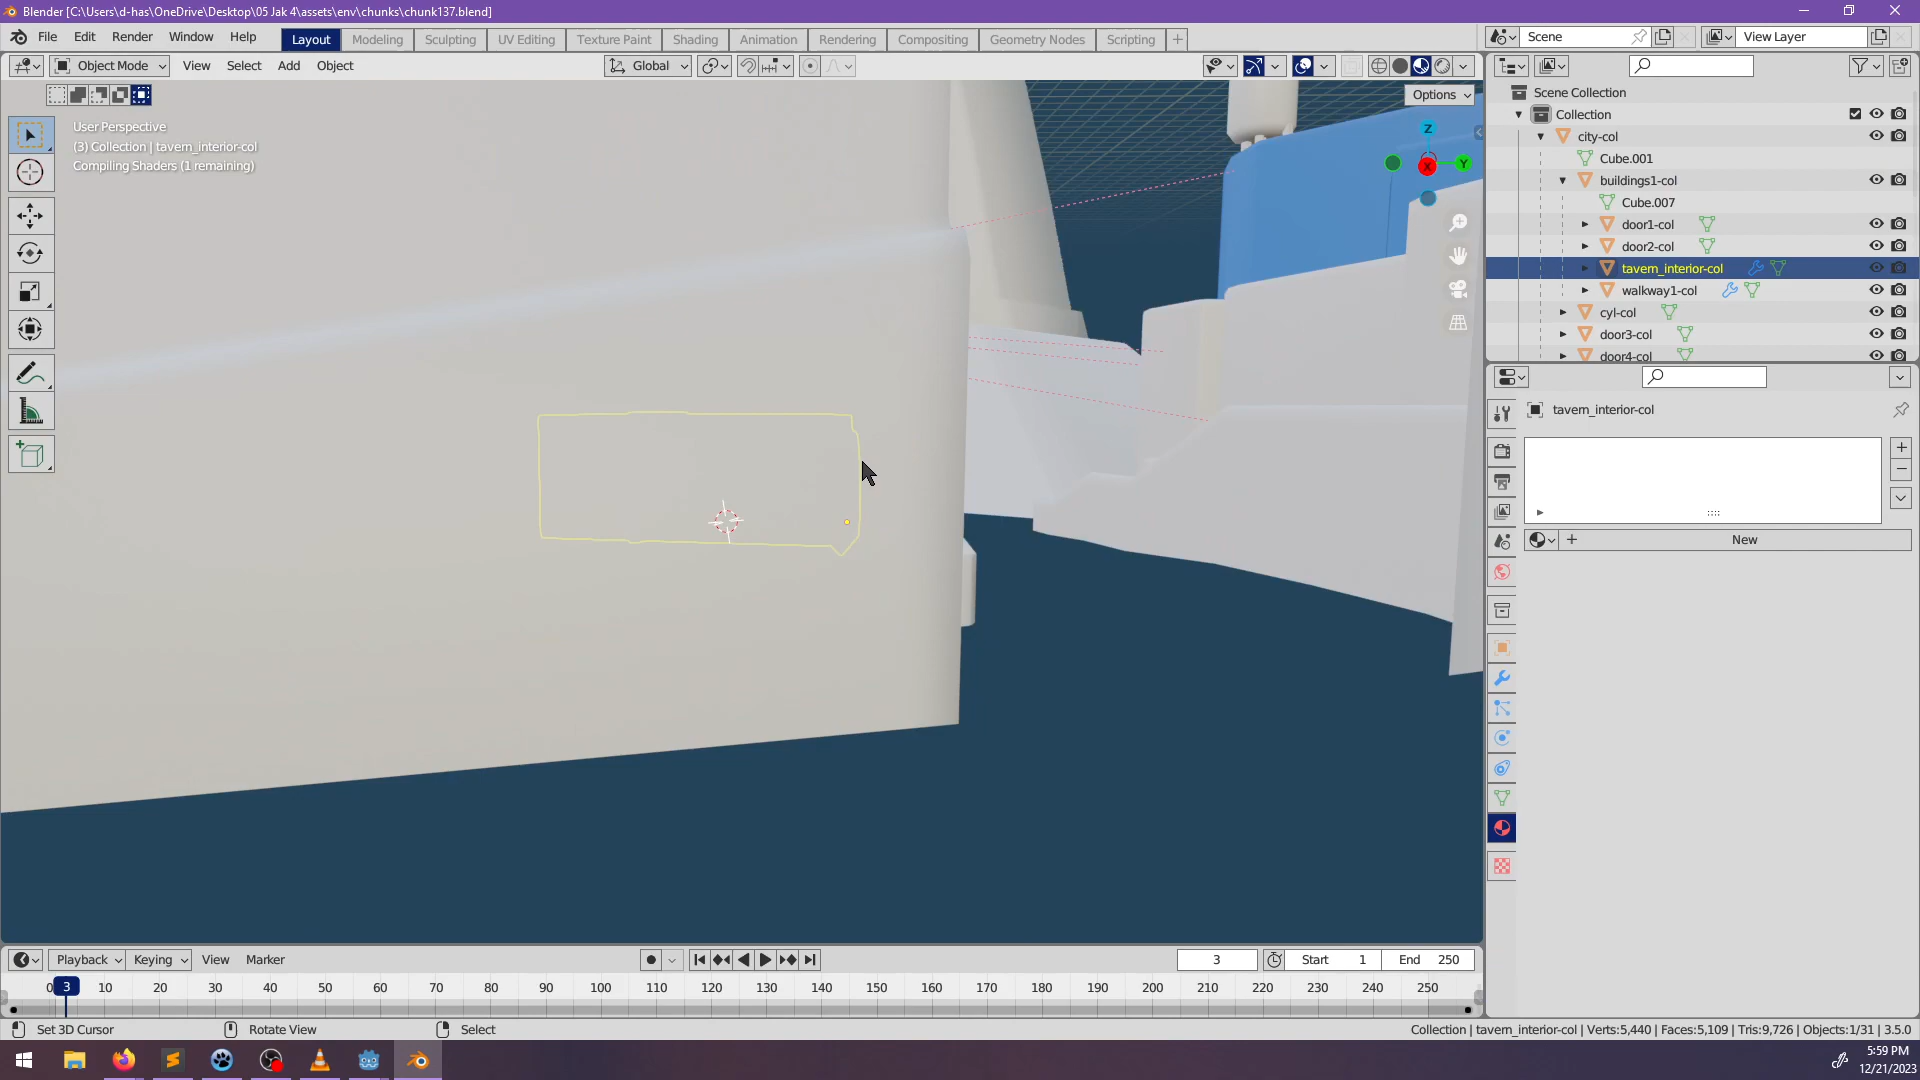 Blender [C:\Users\d-has\OneDrive\Desktop\05 Jak 4\assets\env\chunks\chunk137.blend]
File Edit Render Window Help Layout Modeling Sculpting UV Editing Texture Paint Shading Animation Rendering Compositing Geometry Nodes Scripting + Scene View Layer
Object Mode View Select Add Object Global
Options
User Perspective
(3) Collection | tavern_interior-col
Compiling Shaders (1 remaining)
Z
X
Y
Scene Collection
Collection
city-col
Cube.001
buildings1-col
Cube.007
door1-col
door2-col
tavern_interior-col
walkway1-col
cyl-col
door3-col
door4-col
tavern_interior-col
+ New
Playback Keying View Marker 3 Start 1 End 250
0 3 10 20 30 40 50 60 70 80 90 100 110 120 130 140 150 160 170 180 190 200 210 220 230 240 250
Set 3D Cursor Rotate View Select Collection | tavern_interior-col | Verts:5,440 | Faces:5,109 | Tris:9,726 | Objects:1/31 | 3.5.0
5:59 PM
12/21/2023